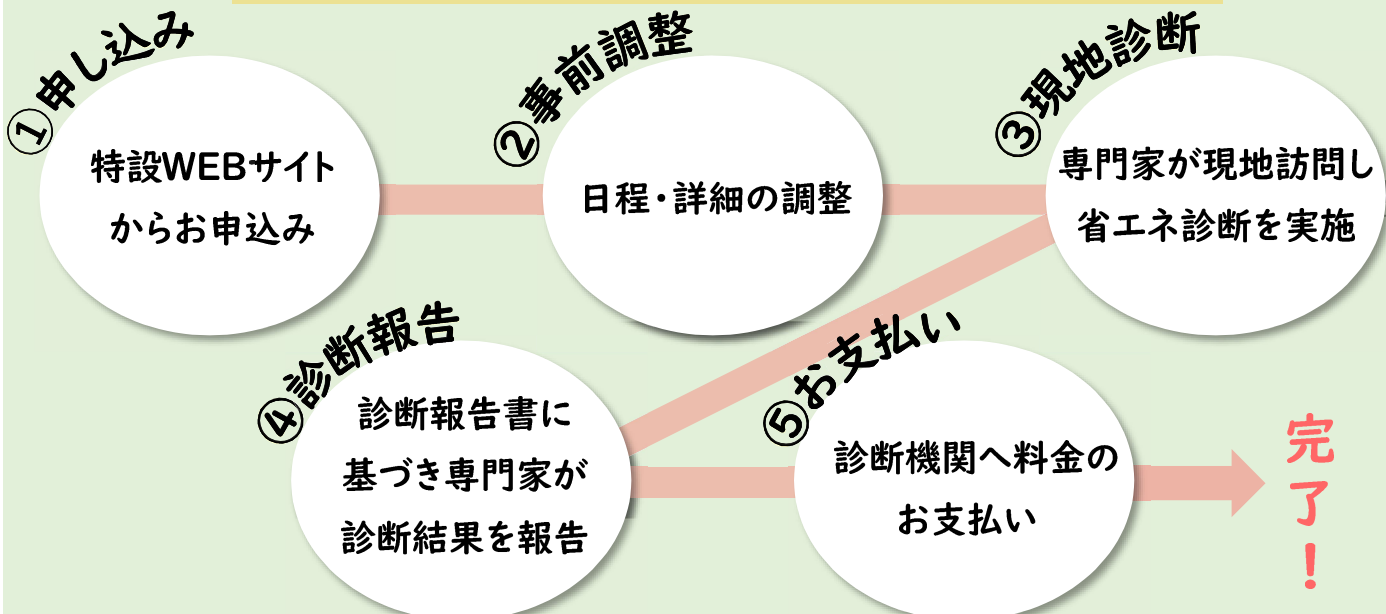 ①申し込み
特設WEBサイト
からお申込み
②事前調整
日程・詳細の調整
③現地診断
専門家が現地訪問し
省エネ診断を実施
④診断報告
診断報告書に
基づき専門家が
診断結果を報告
⑤お支払い
診断機関へ料金の
お支払い
完了！